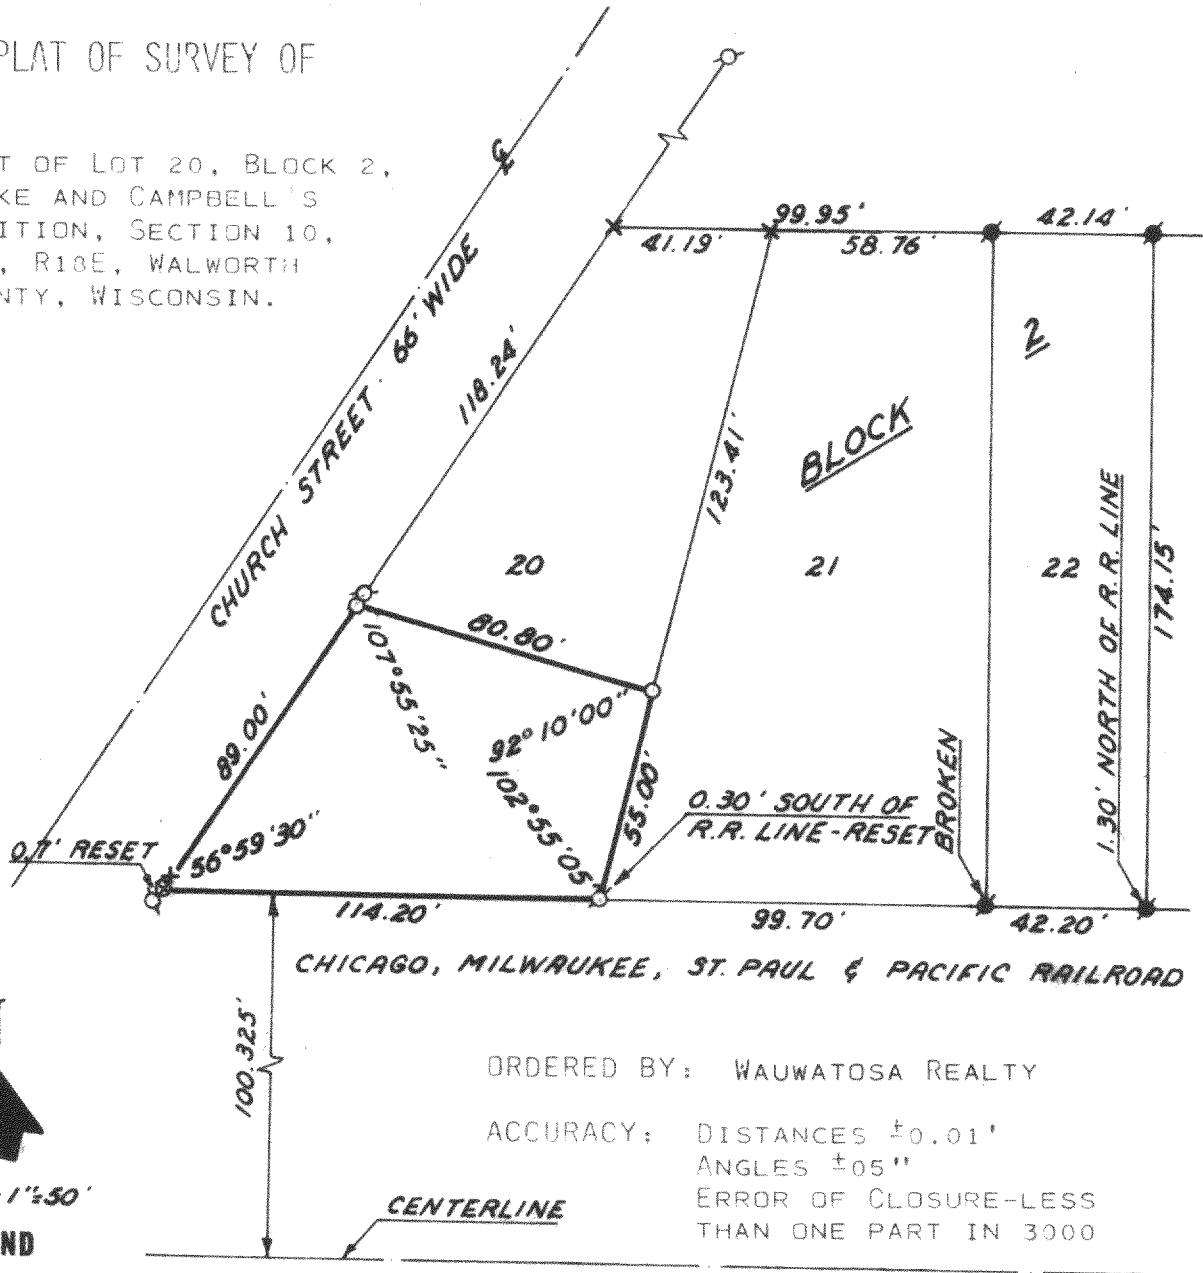 PLAT OF SURVEY OF
T OF LOT 20, BLOCK 2,
KE AND CAMPBELL'S
ITION, SECTION 10,
, R18E, WALWORTH
NTY, WISCONSIN.
℄
CHURCH STREET 66' WIDE
99.95'
42.14'
41.19'
58.76'
118.24'
123.41'
2
BLOCK
20
21
22
1.30' NORTH OF R.R. LINE
174.15'
80.80'
107°55'25"
92°10'00"
89.00'
102°55'05
55.00'
0.30' SOUTH OF
R.R. LINE-RESET
BROKEN
0.7' RESET
56°59'30"
114.20'
99.70'
42.20'
CHICAGO, MILWAUKEE, ST. PAUL & PACIFIC RAILROAD
100.325'
ORDERED BY: WAUWATOSA REALTY
ACCURACY: DISTANCES ±0.01'
ANGLES ±05"
ERROR OF CLOSURE-LESS
THAN ONE PART IN 3000
1"=50'
CENTERLINE
ND